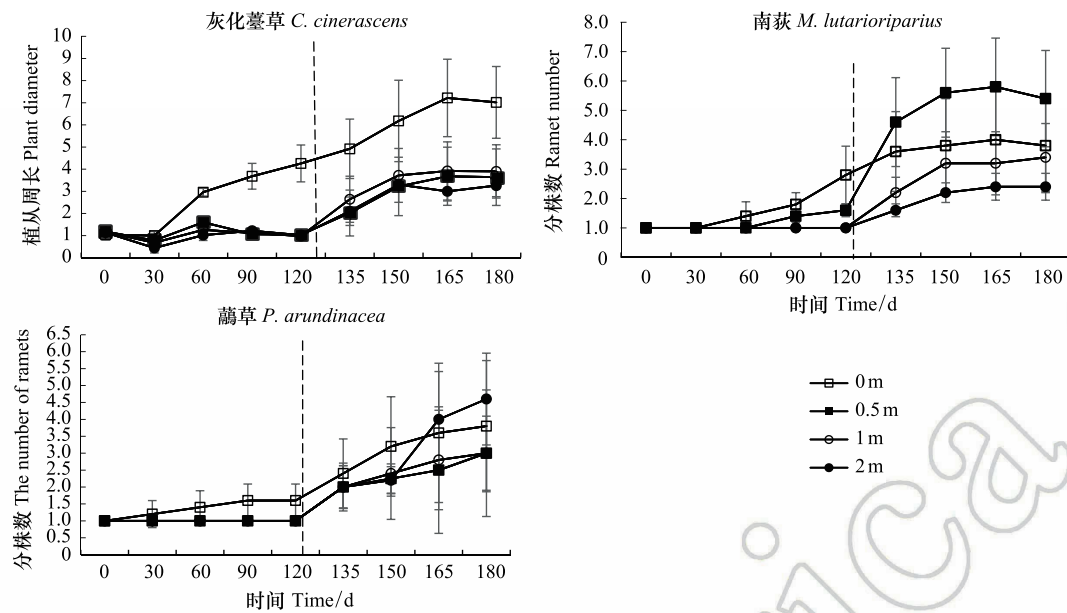 灰化薹草 C. cinerascens
植从周长 Plant diameter
10
9
8
7
6
5
4
3
2
1
0
0 30 60 90 120 135 150 165 180
南荻 M. lutarioriparius
分株数 Ramet number
8.0
7.0
6.0
5.0
4.0
3.0
2.0
1.0
0.0
0 30 60 90 120 135 150 165 180
时间 Time/d
虉草 P. arundinacea
分株数 The number of ramets
6.5
6.0
5.5
5.0
4.5
4.0
3.5
3.0
2.5
2.0
1.5
1.0
0.5
0
0 30 60 90 120 135 150 165 180
时间 Time/d
0 m
0.5 m
1 m
2 m
ica